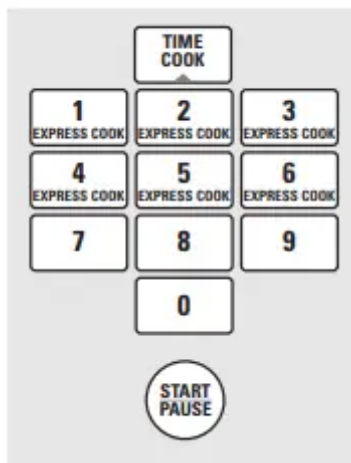 TIME
COOK
1 2 3
EXPRESS COOK EXPRESS COOK EXPRESS COOK
4 5 6
EXPRESS COOK EXPRESS COOK EXPRESS COOK
7 8 9
0
START
PAUSE